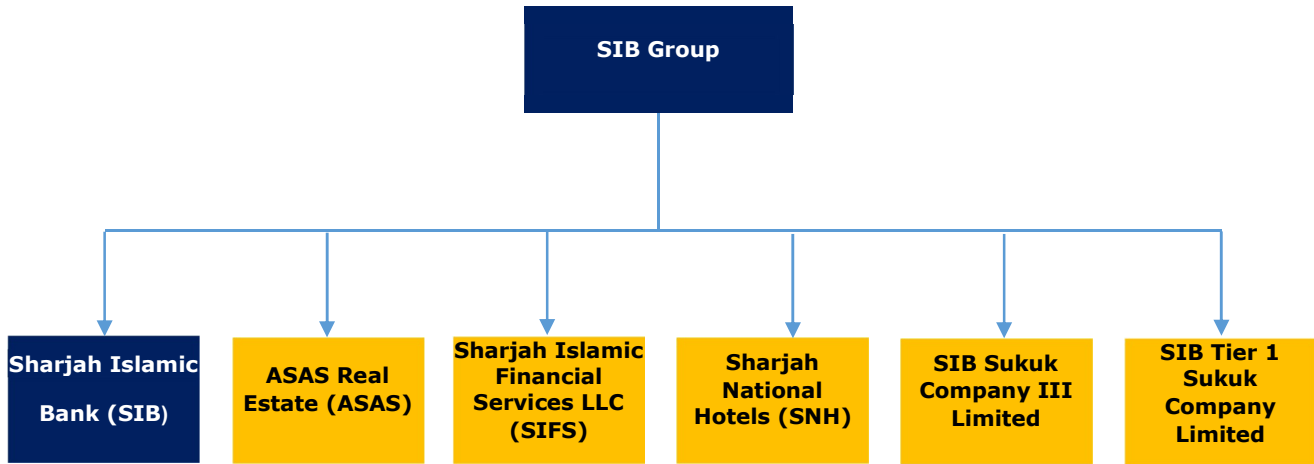 SIB Group
Sharjah Islamic
Bank (SIB)
ASAS Real
Estate (ASAS)
Sharjah Islamic
Financial
Services LLC
(SIFS)
Sharjah
National
Hotels (SNH)
SIB Sukuk
Company III
Limited
SIB Tier 1
Sukuk
Company
Limited